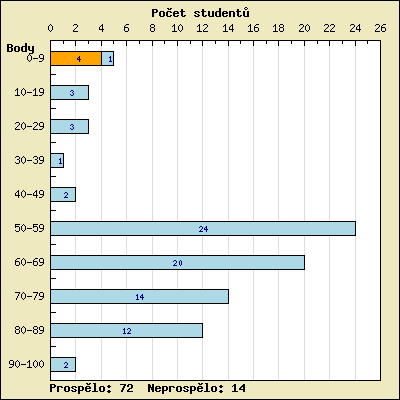 Počet studentů
0 2 4 6 8 10 12 14 16 18 20 22 24 26
Body
0-9 4 1
10-19 3
20-29 3
30-39 1
40-49 2
50-59 24
60-69 20
70-79 14
80-89 12
90-100 2
Prospělo: 72 Neprospělo: 14